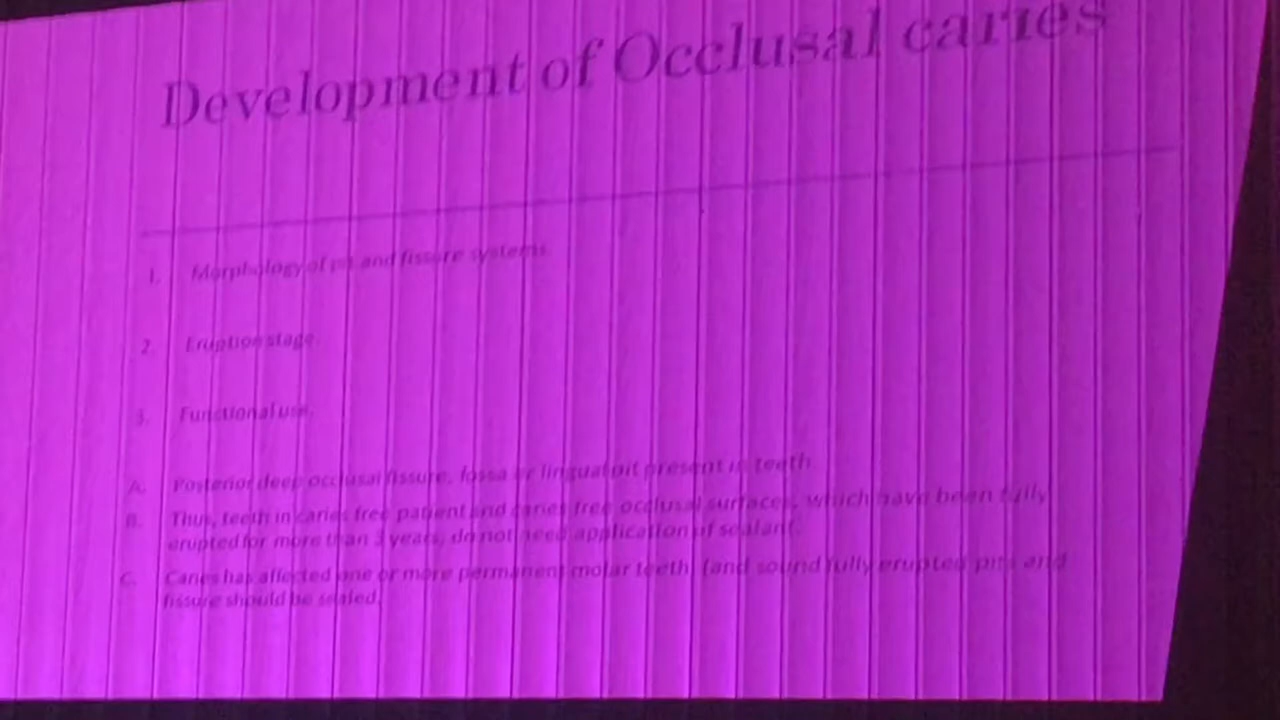 Development of Occlusal caries
1. Morphology of pit and fissure systems.
2. Eruption stage.
3. Functional use.
A. Posterior deep occlusal fissure, fossa or lingual pit present in teeth.
B. Thus, teeth in caries free patient and caries free occlusal surfaces, which have been fully
erupted for more than 3 years, do not need application of sealant.
C. Caries has affected one or more permanent molar teeth (and sound fully erupted pits and
fissure should be sealed.